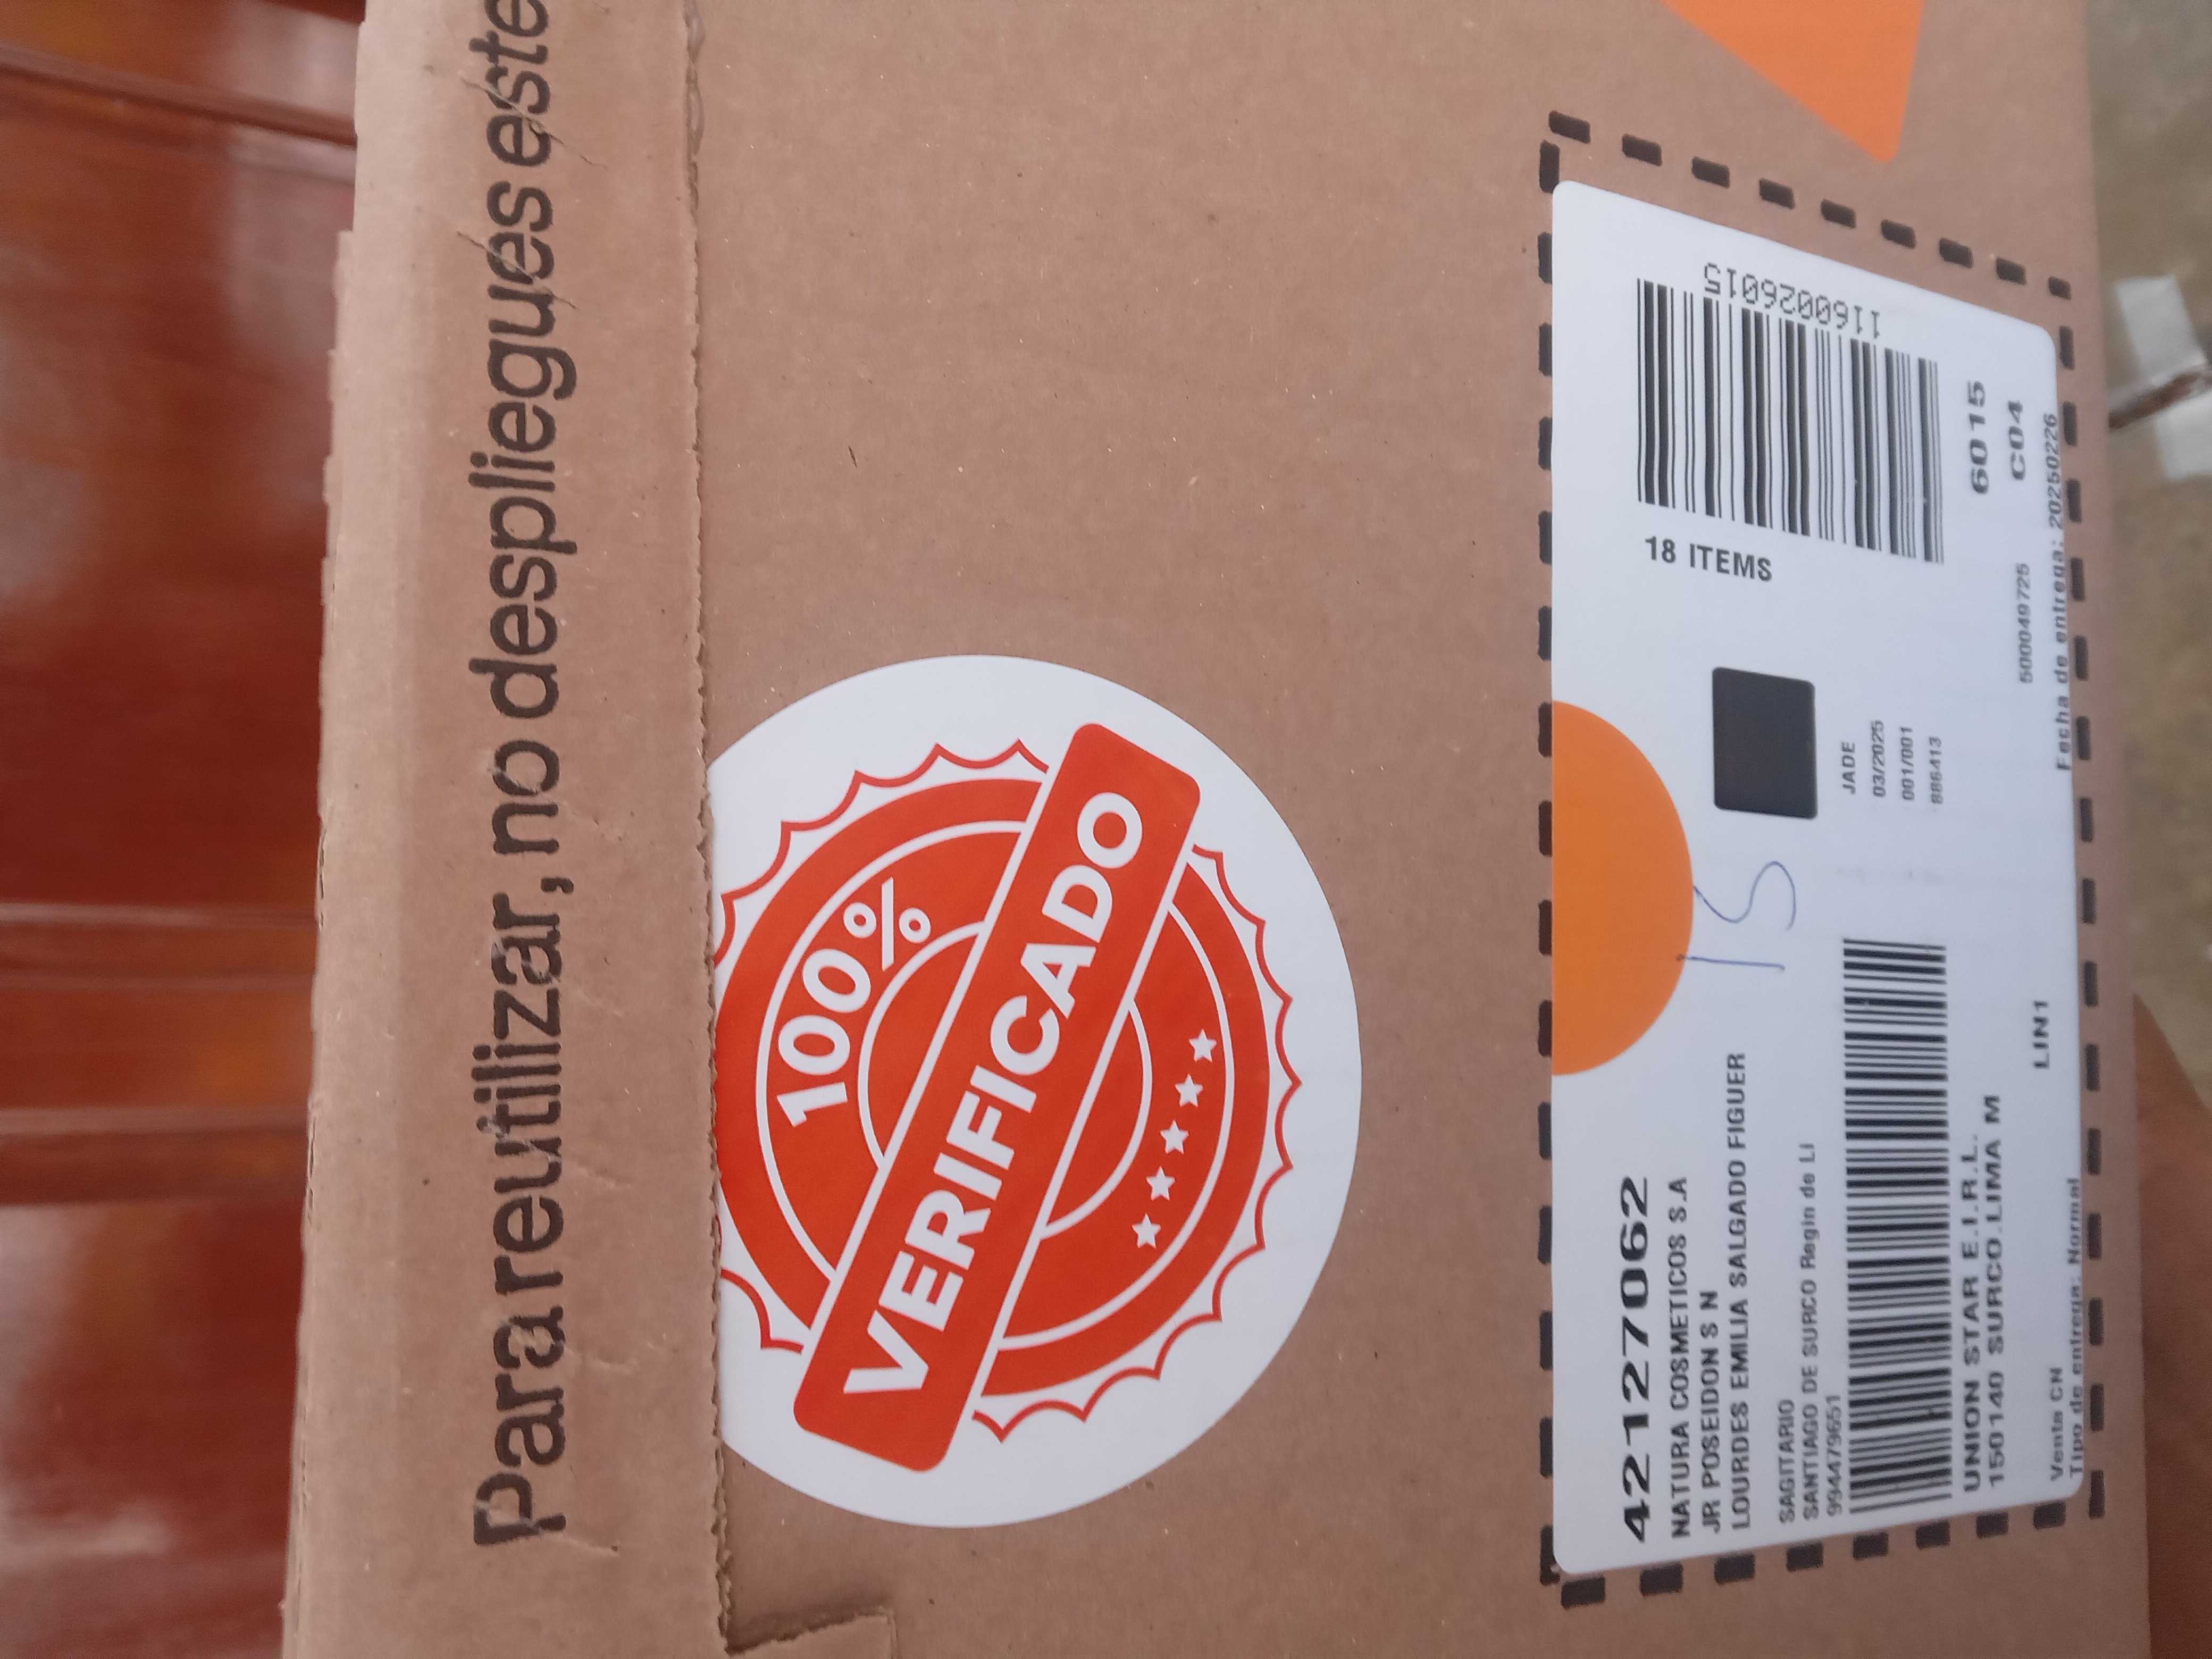 Para reutilizar, no despliegues este
100%
VERIFICADO
421270062
NATURA COSMETICOS S.A
JR POSEIDON S N
LOURDES EMILIA SALGADO FIGUER
SAGITARIO
SANTIAGO DE SURCO Regin de LI
994479651
UNION STAR E.I.R.L.
150140 SURCO.LIMA M
LIN1
Venta CN
Tipo de entrega: Normal
15
JADE
03/2025
001/001
886413
18 ITEMS
1160026015
6015
C04
500049725
Fecha de entrega: 20250226